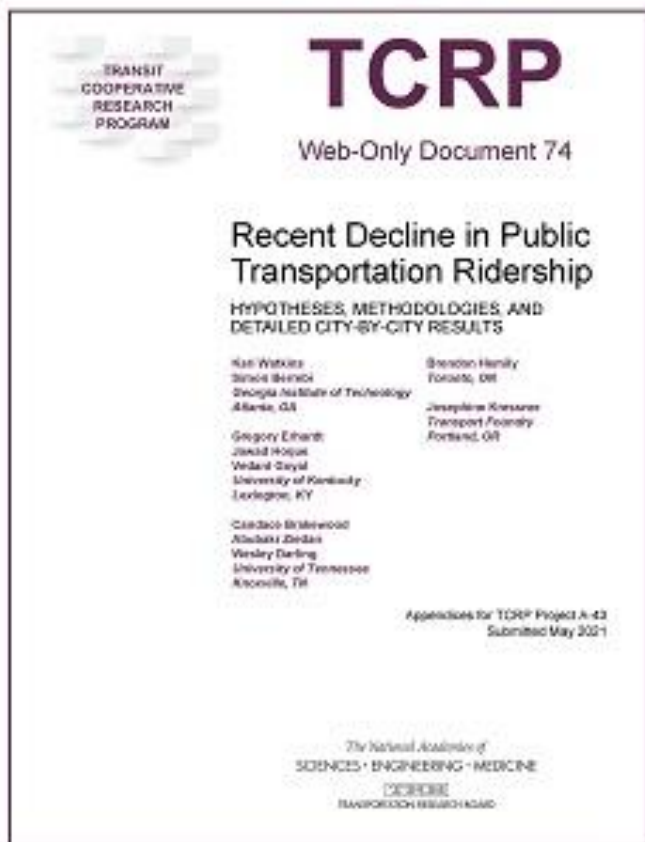 TRANSIT
COOPERATIVE
RESEARCH
PROGRAM
TCRP
Web-Only Document 74
Recent Decline in Public
Transportation Ridership
HYPOTHESES, METHODOLOGIES, AND
DETAILED CITY-BY-CITY RESULTS
Kari Watkins
Simon Berrebi
Georgia Institute of Technology
Atlanta, GA
Gregory Erhardt
Jawad Hoque
Vedant Goyal
University of Kentucky
Lexington, KY
Candace Brakewood
Abubakr Ziedan
Wesley Darling
University of Tennessee
Knoxville, TN
Brendon Hemily
Toronto, ON
Josephine Kressner
Transport Foundry
Portland, OR
Appendices for TCRP Project A-43
Submitted May 2021
The National Academies of
SCIENCES • ENGINEERING • MEDICINE
TRANSPORTATION RESEARCH BOARD